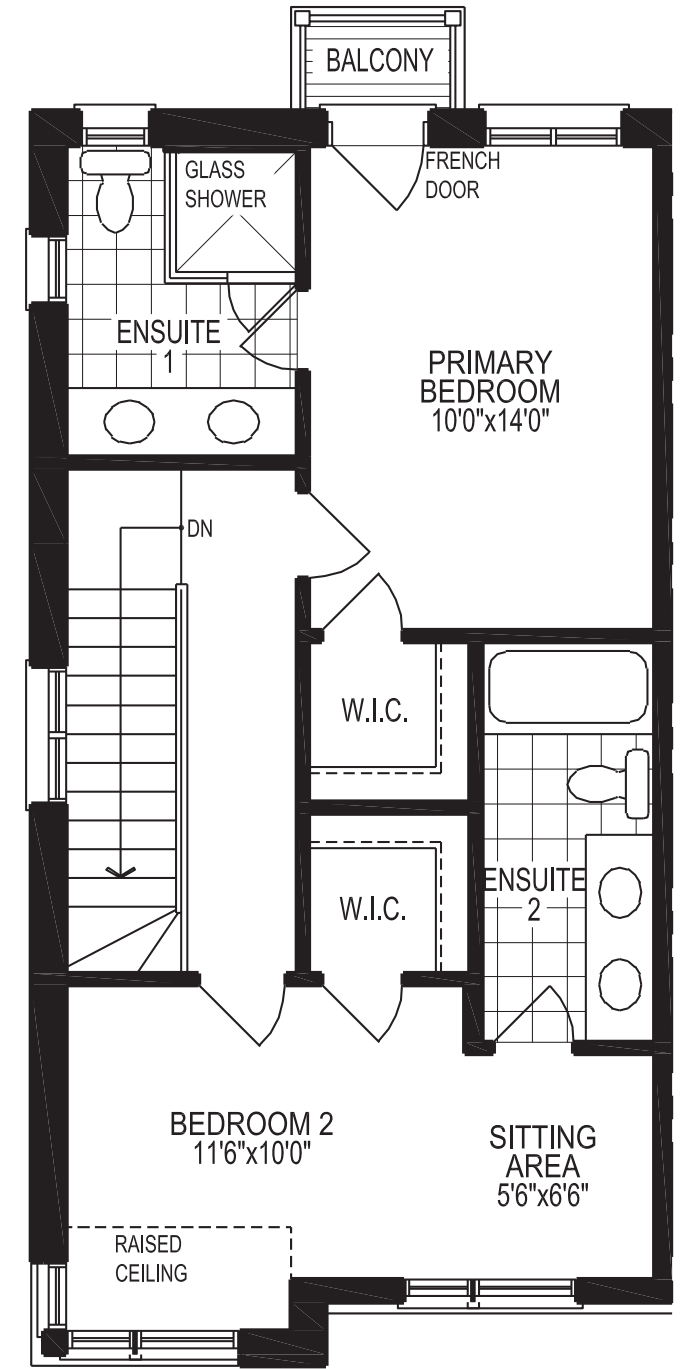 BALCONY
GLASS
SHOWER
FRENCH
DOOR
ENSUITE
1
PRIMARY
BEDROOM
10'0"x14'0"
DN
W.I.C.
W.I.C.
ENSUITE
2
BEDROOM 2
11'6"x10'0"
SITTING
AREA
5'6"x6'6"
RAISED
CEILING